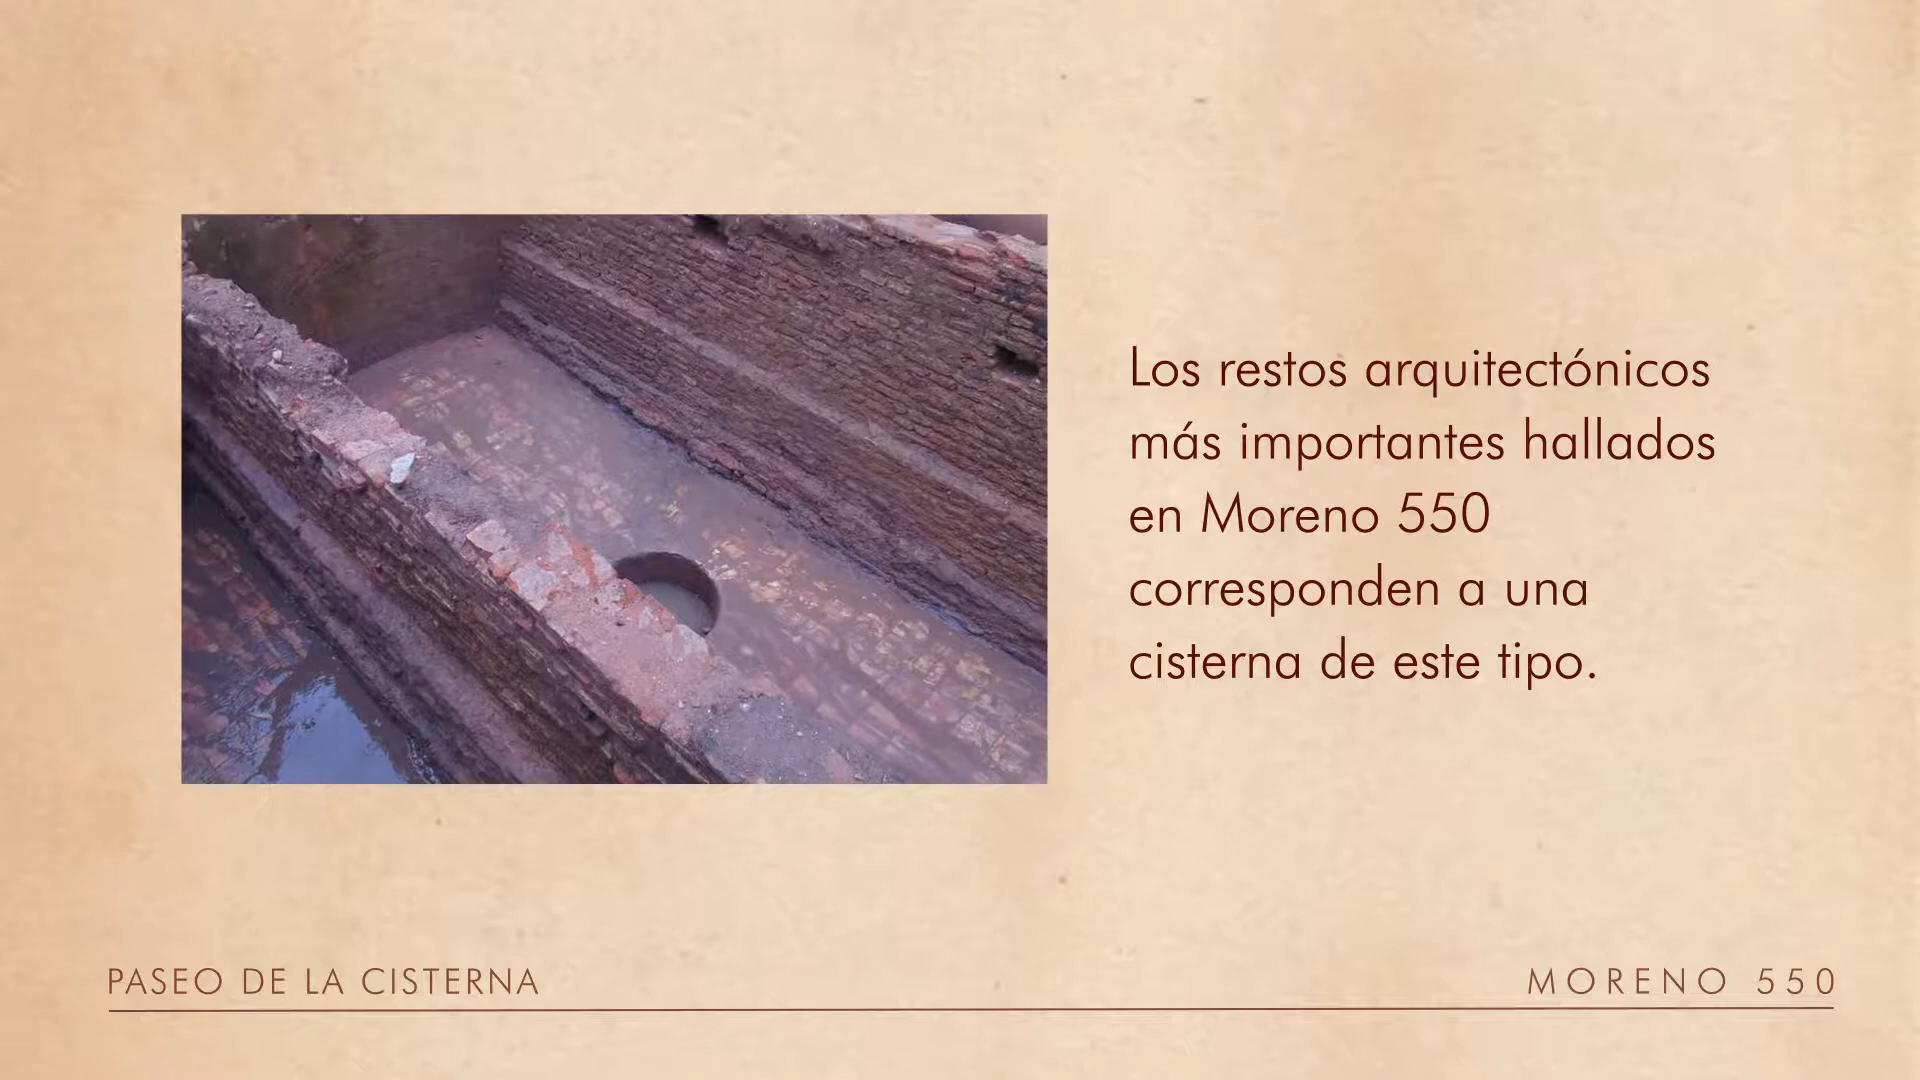 Los restos arquitectónicos
más importantes hallados
en Moreno 550
corresponden a una
cisterna de este tipo.
PASEO DE LA CISTERNA
MORENO 550